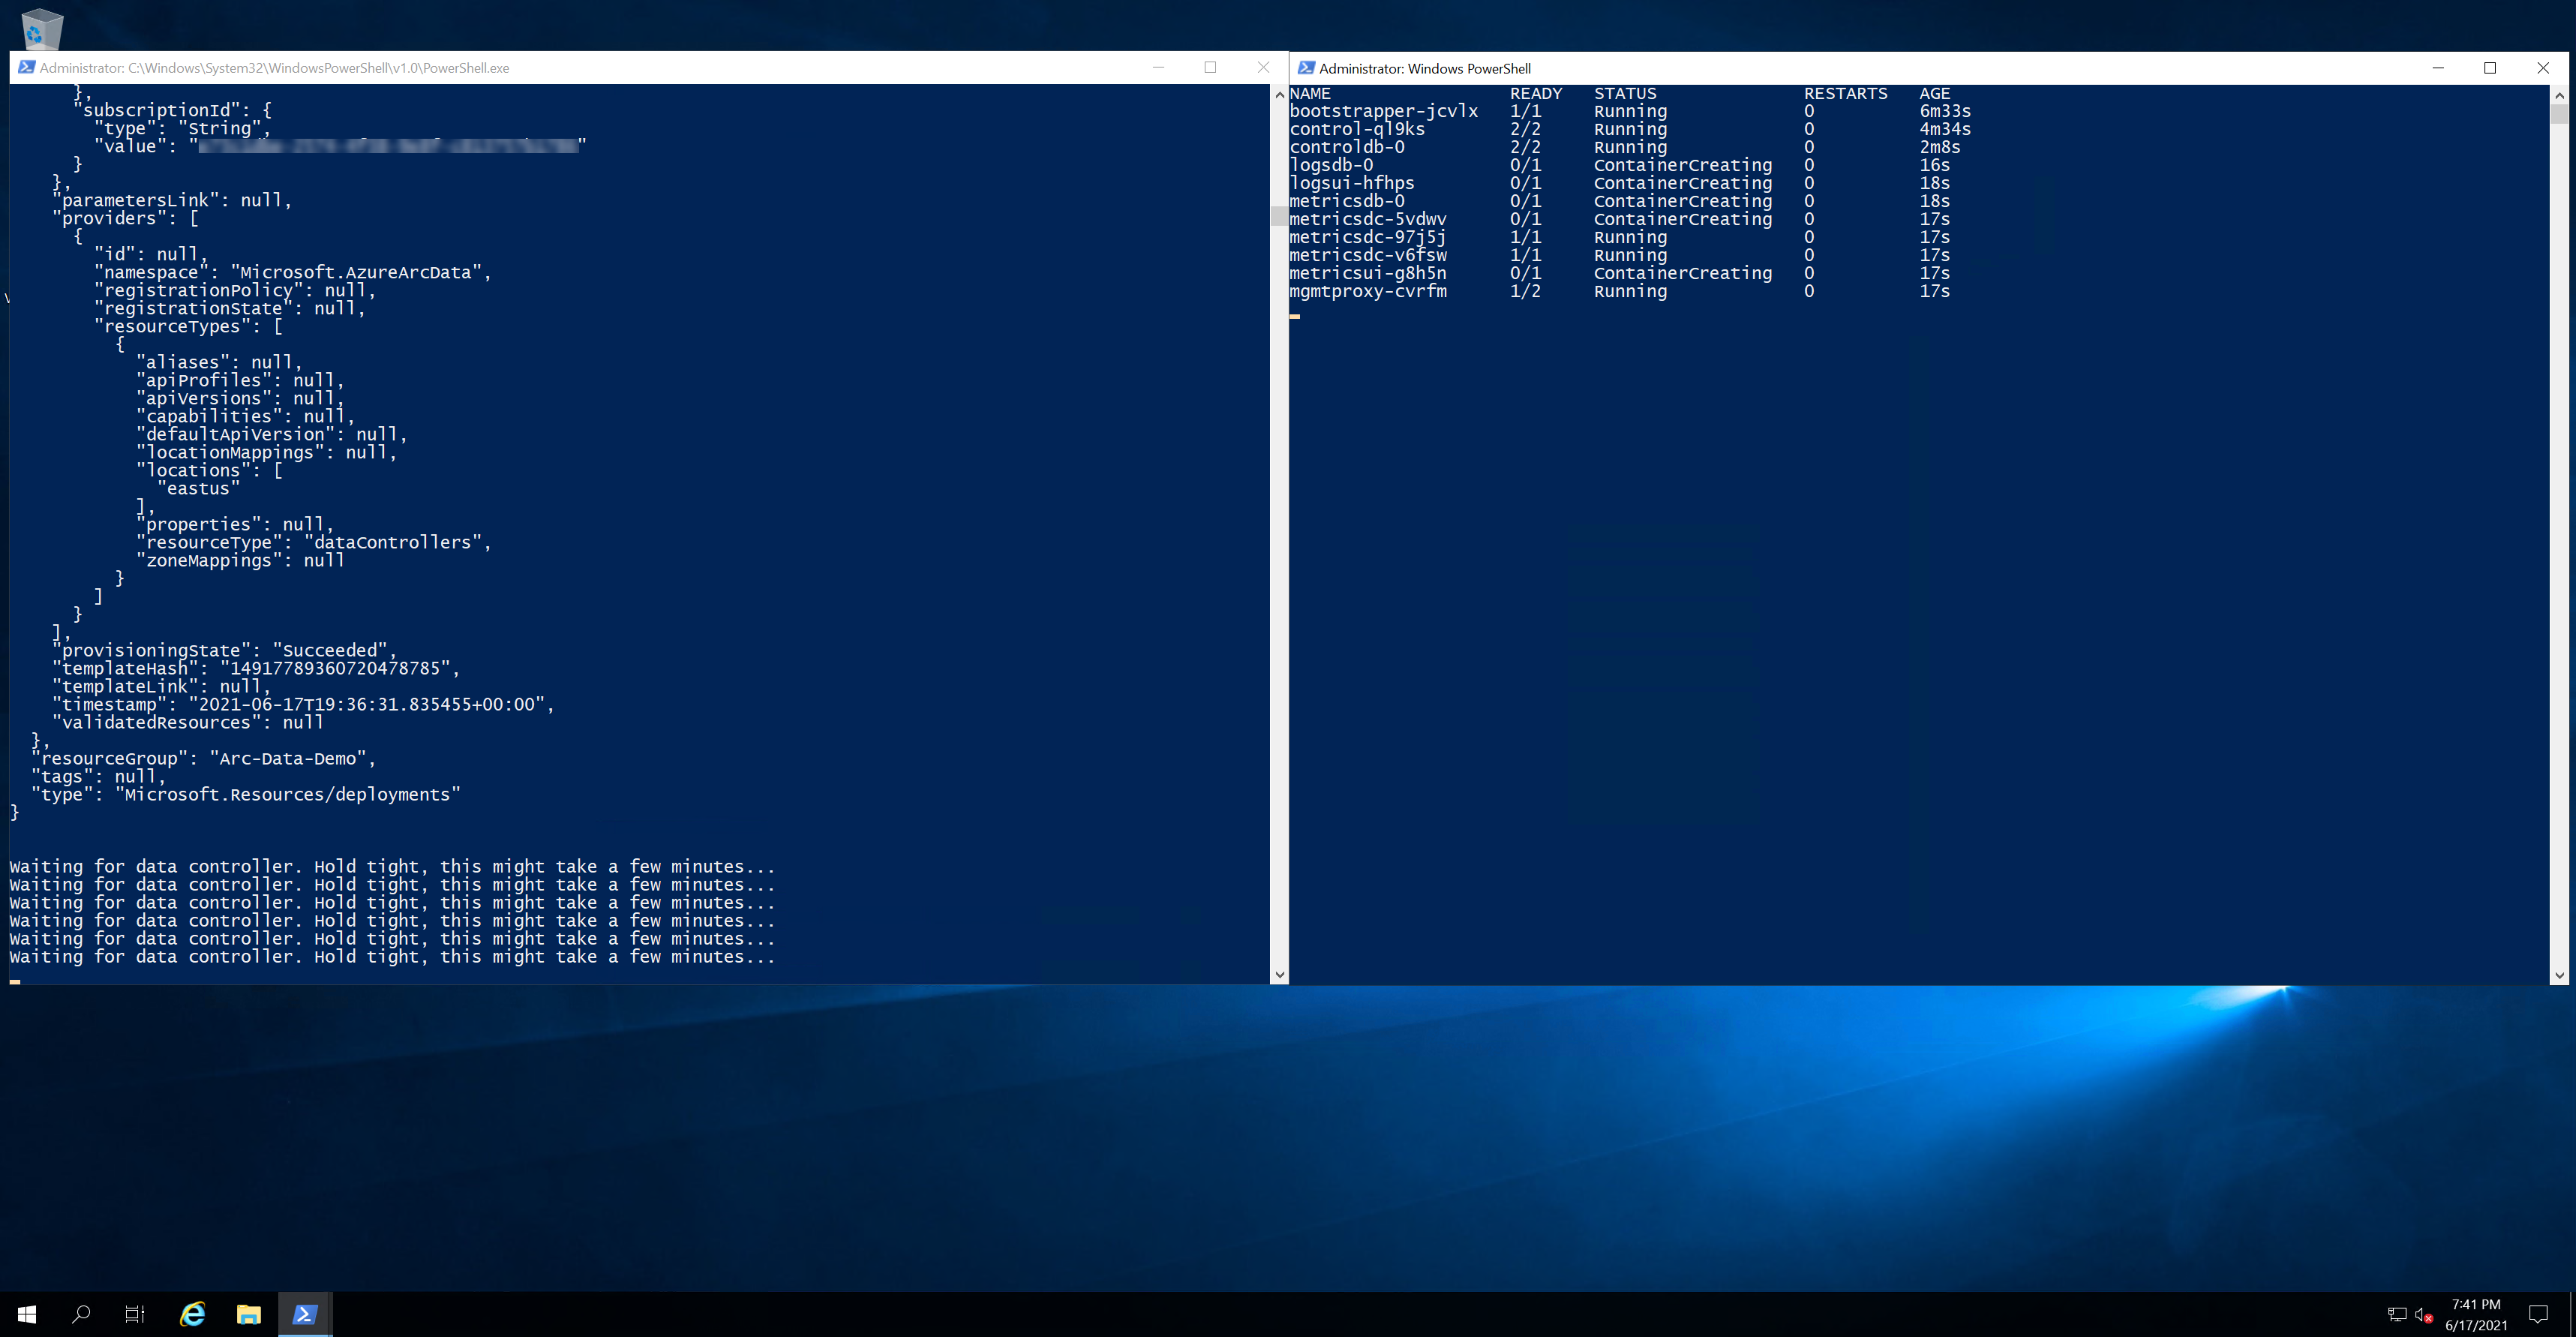 Administrator: C:\Windows\System32\WindowsPowerShell\v1.0\PowerShell.exe
},
"subscriptionId": {
"type": "String",
"value": ""
}
},
"parametersLink": null,
"providers": [
{
"id": null,
"namespace": "Microsoft.AzureArcData",
"registrationPolicy": null,
"registrationState": null,
"resourceTypes": [
{
"aliases": null,
"apiProfiles": null,
"apiVersions": null,
"capabilities": null,
"defaultApiVersion": null,
"locationMappings": null,
"locations": [
"eastus"
],
"properties": null,
"resourceType": "dataControllers",
"zoneMappings": null
}
]
}
],
"provisioningState": "Succeeded",
"templateHash": "14917789360720478785",
"templateLink": null,
"timestamp": "2021-06-17T19:36:31.835455+00:00",
"validatedResources": null
},
"resourceGroup": "Arc-Data-Demo",
"tags": null,
"type": "Microsoft.Resources/deployments"
}
Waiting for data controller. Hold tight, this might take a few minutes...
Waiting for data controller. Hold tight, this might take a few minutes...
Waiting for data controller. Hold tight, this might take a few minutes...
Waiting for data controller. Hold tight, this might take a few minutes...
Waiting for data controller. Hold tight, this might take a few minutes...
Waiting for data controller. Hold tight, this might take a few minutes...
Administrator: Windows PowerShell
NAME READY STATUS RESTARTS AGE
bootstrapper-jcvlx 1/1 Running 0 6m33s
control-ql9ks 2/2 Running 0 4m34s
controldb-0 2/2 Running 0 2m8s
logsdb-0 0/1 ContainerCreating 0 16s
logsui-hfhps 0/1 ContainerCreating 0 18s
metricsdb-0 0/1 ContainerCreating 0 18s
metricsdc-5vdwv 0/1 ContainerCreating 0 17s
metricsdc-97j5j 1/1 Running 0 17s
metricsdc-v6fsw 1/1 Running 0 17s
metricsui-g8h5n 0/1 ContainerCreating 0 17s
mgmtproxy-cvrfm 1/2 Running 0 17s
7:41 PM
6/17/2021